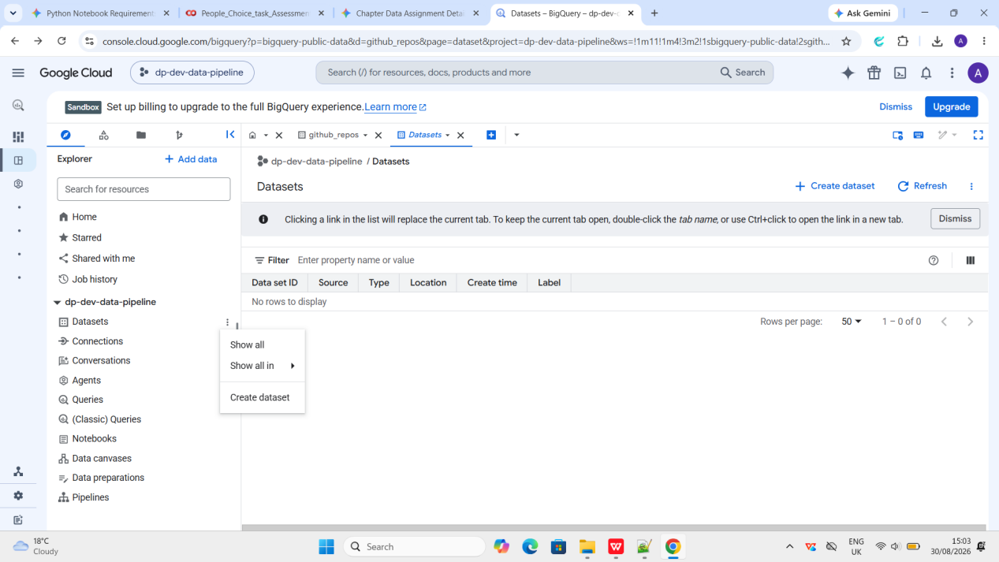 Python Notebook Requirement
People_Choice_task_Assessmen
Chapter Data Assignment Detai
Datasets – BigQuery – dp-dev-c
Ask Gemini
console.cloud.google.com/bigquery?p=bigquery-public-data&d=github_repos&page=dataset&project=dp-dev-data-pipeline&ws=!1m11!1m4!3m2!1sbigquery-public-data!2sgith...
A
Google Cloud
dp-dev-data-pipeline
Search (/) for resources, docs, products and more
Search
A
Sandbox Set up billing to upgrade to the full BigQuery experience. Learn more
Dismiss
Upgrade
github_repos
Datasets
Explorer
+ Add data
dp-dev-data-pipeline / Datasets
Search for resources
Datasets
+ Create dataset
Refresh
Home
Clicking a link in the list will replace the current tab. To keep the current tab open, double-click the tab name, or use Ctrl+click to open the link in a new tab.
Dismiss
Starred
Shared with me
Filter Enter property name or value
Job history
Data set ID Source Type Location Create time Label
dp-dev-data-pipeline
No rows to display
Datasets
Rows per page: 50 1 – 0 of 0
Connections
Show all
Conversations
Show all in
Agents
Queries
Create dataset
(Classic) Queries
Notebooks
Data canvases
Data preparations
Pipelines
18°C
Cloudy
Search
ENG
UK
15:03
30/08/2026